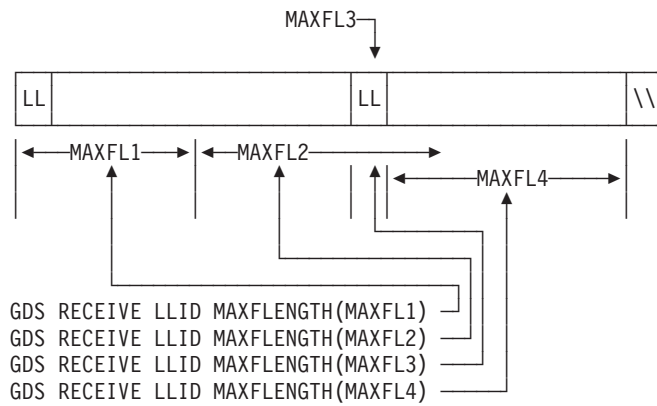 MAXFL3
LL LL \\
MAXFL1 MAXFL2
MAXFL4
GDS RECEIVE LLID MAXFLENGTH(MAXFL1)
GDS RECEIVE LLID MAXFLENGTH(MAXFL2)
GDS RECEIVE LLID MAXFLENGTH(MAXFL3)
GDS RECEIVE LLID MAXFLENGTH(MAXFL4)